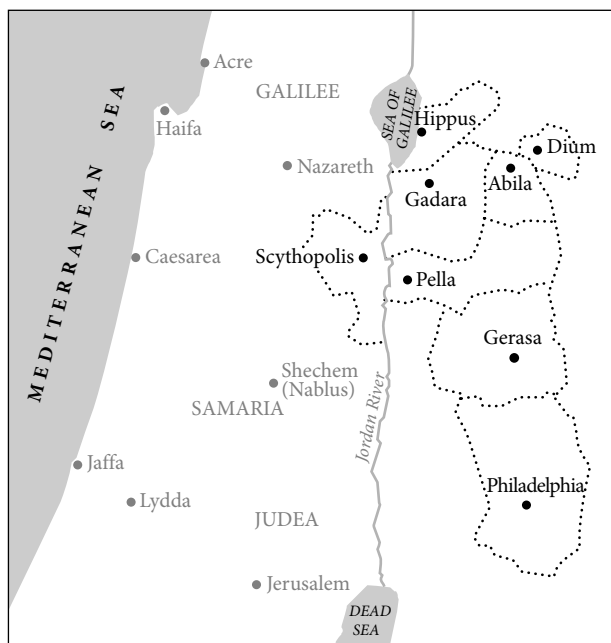 Acre
GALILEE
MEDITERRANEAN SEA
SEA OF
GALILEE
Haifa
Hippus
Dium
Nazareth
Abila
Gadara
Caesarea
Scythopolis
Pella
Gerasa
Shechem
(Nablus)
SAMARIA
Jordan River
Jaffa
Philadelphia
Lydda
JUDEA
Jerusalem
DEAD
SEA